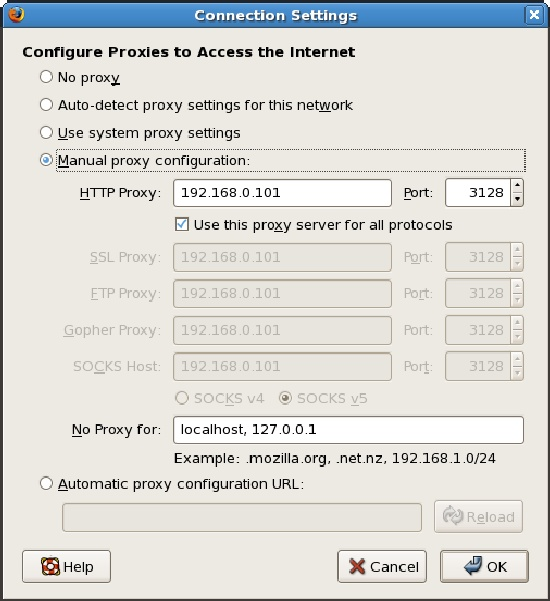 Connection Settings
Configure Proxies to Access the Internet
No proxy
Auto-detect proxy settings for this network
Use system proxy settings
Manual proxy configuration:
HTTP Proxy: 192.168.0.101 Port: 3128
Use this proxy server for all protocols
SSL Proxy: 192.168.0.101 Port: 3128
FTP Proxy: 192.168.0.101 Port: 3128
Gopher Proxy: 192.168.0.101 Port: 3128
SOCKS Host: 192.168.0.101 Port: 3128
SOCKS v4 SOCKS v5
No Proxy for: localhost, 127.0.0.1
Example: .mozilla.org, .net.nz, 192.168.1.0/24
Automatic proxy configuration URL:
Reload
Help Cancel OK